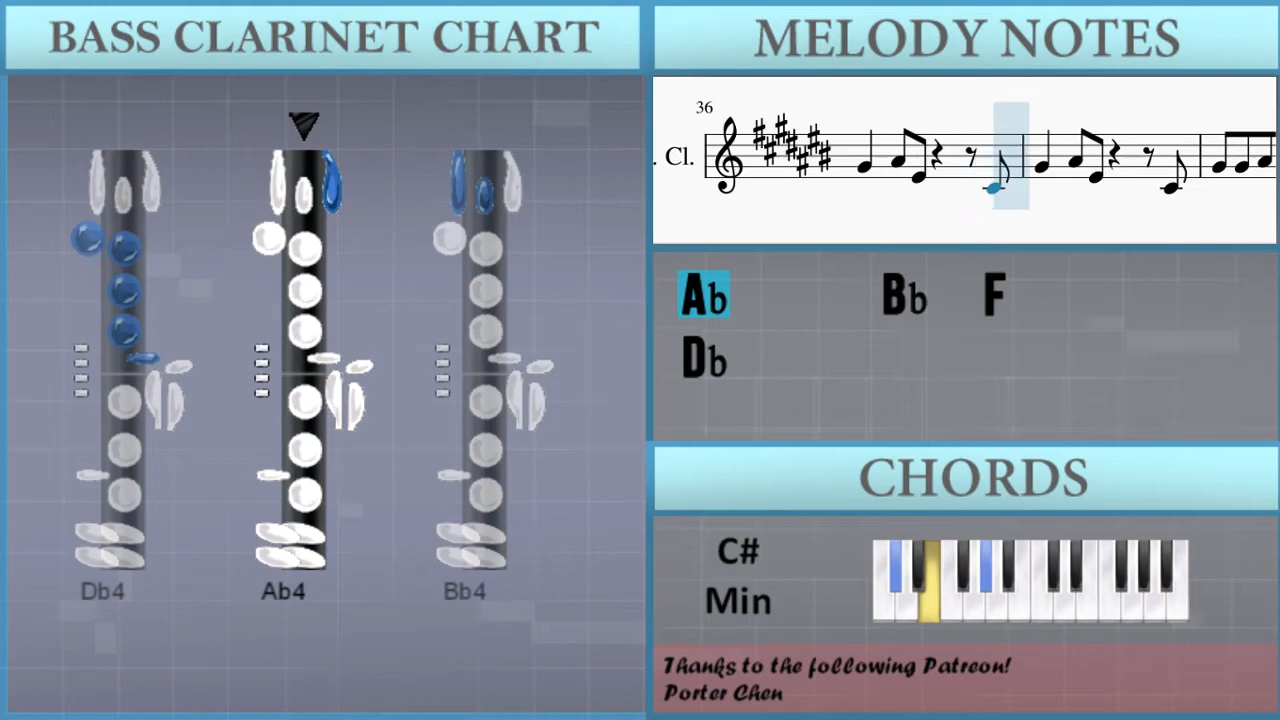 BASS CLARINET CHART
MELODY NOTES
36
. Cl.
Ab Bb F
Db
CHORDS
C#
Min
Db4 Ab4 Bb4
Thanks to the following Patreon!
Porter Chen